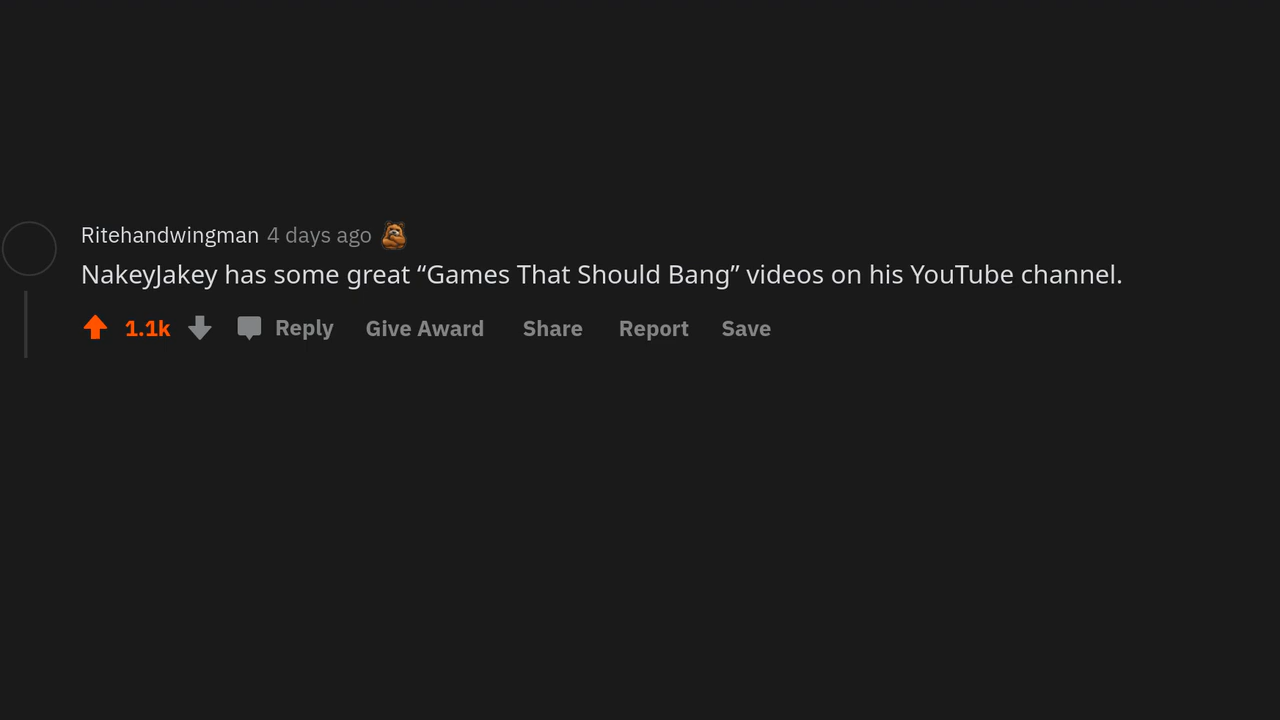 Ritehandwingman 4 days ago
NakeyJakey has some great “Games That Should Bang” videos on his YouTube channel.
1.1k Reply Give Award Share Report Save